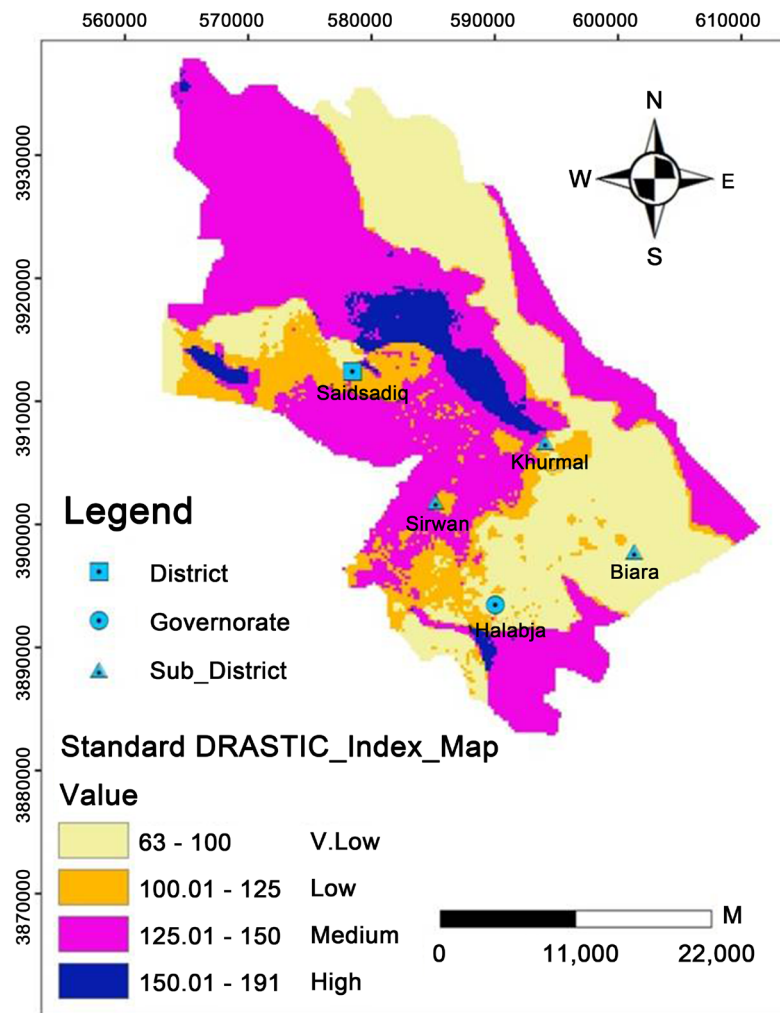 560000 570000 580000 590000 6000000 610000
3930000
3920000
3910000
3900000
3890000
3880000
3870000
N
W E
S
Saidsadiq
Khurmal
Sirwan
Biara
Halabja
Legend
District
Governorate
Sub_District
Standard DRASTIC_Index_Map
Value
63 - 100 V.Low
100.01 - 125 Low
125.01 - 150 Medium
150.01 - 191 High
M
0 11,000 22,000